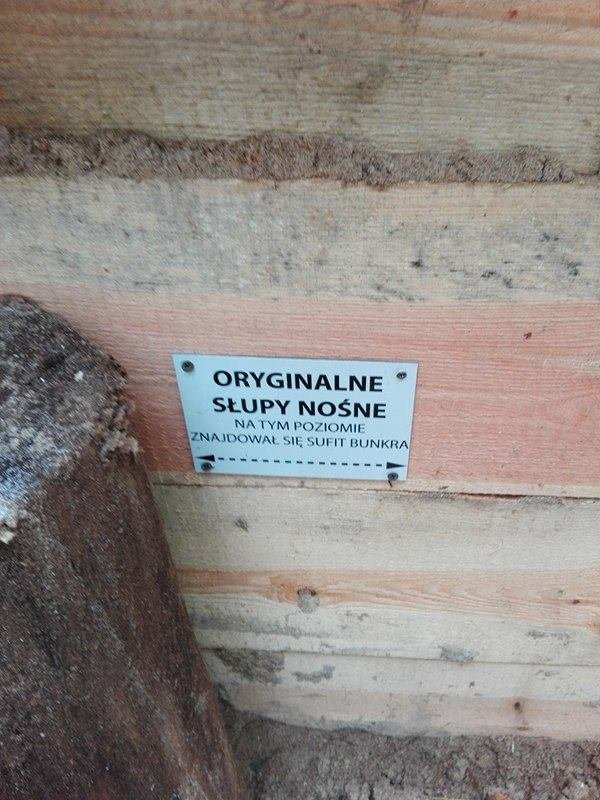 ORYGINALNE
SŁUPY NOŚNE
NA TYM POZIOMIE
ZNAJDOWAŁ SIĘ SUFIT BUNKRA